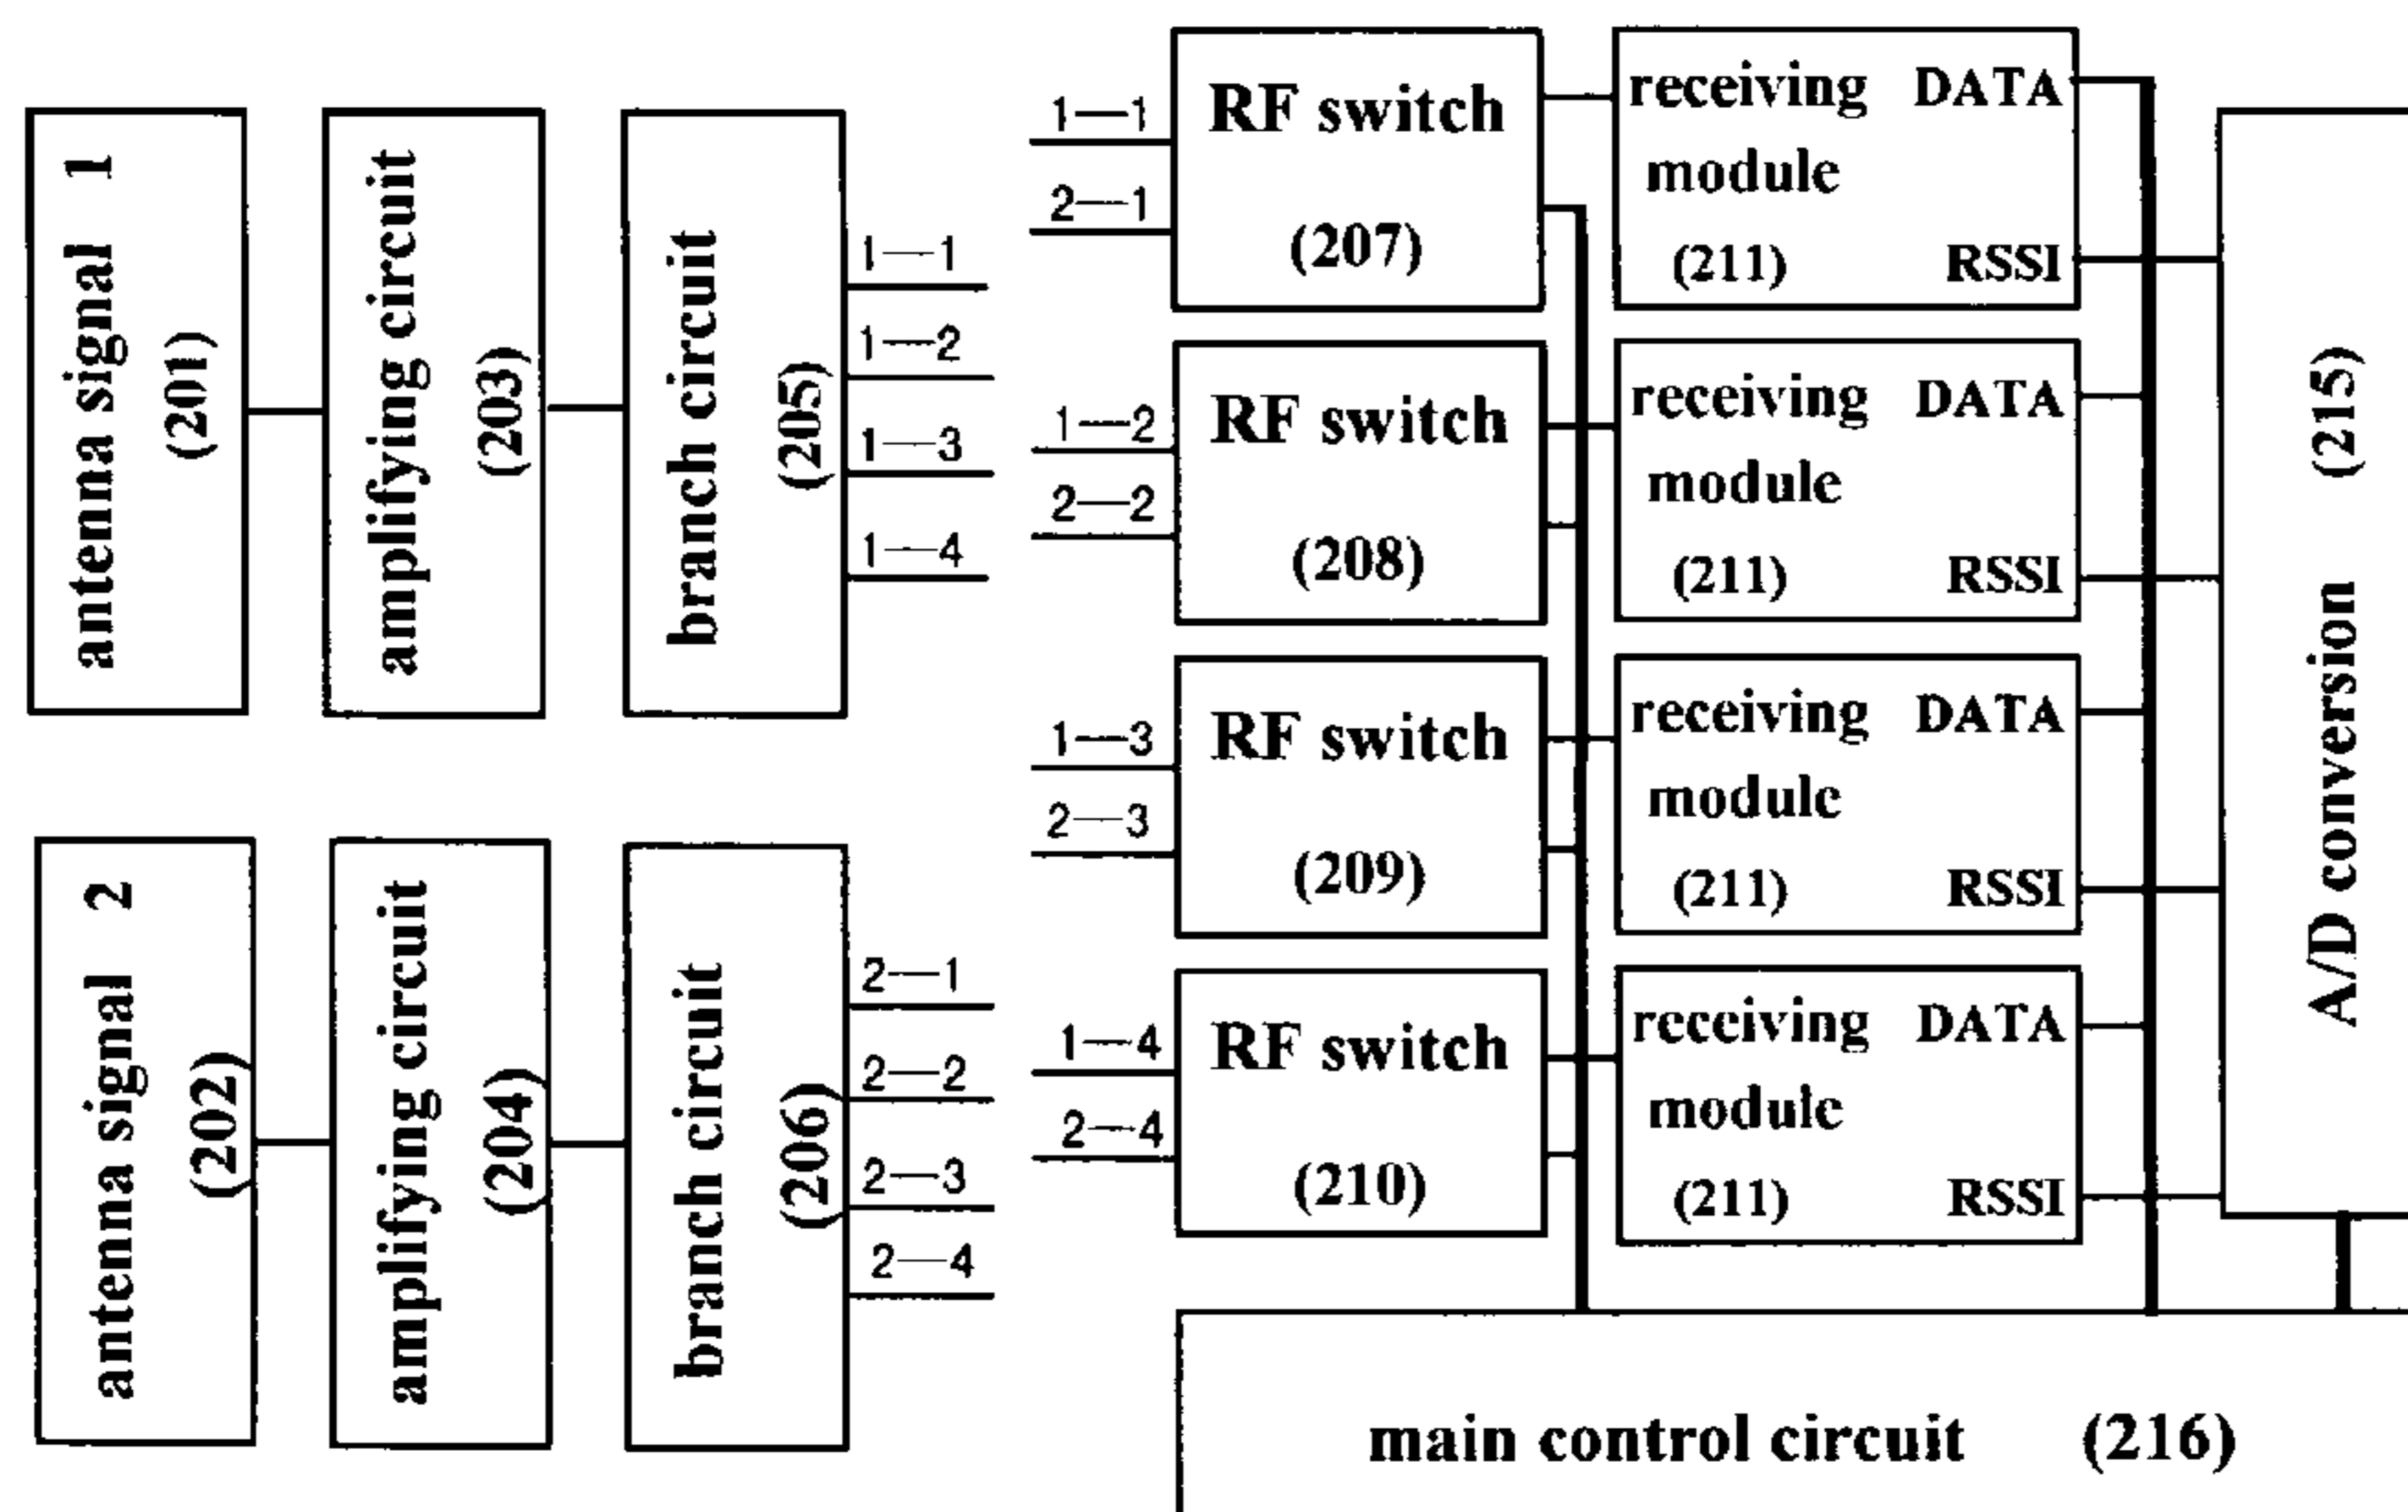 antenna signal 1
(201)
amplifying circuit
(203)
branch circuit
(205)
1—1
1—2
1—3
1—4
antenna signal 2
(202)
amplifying circuit
(204)
branch circuit
(206)
2—1
2—2
2—3
2—4
1—1
2—1
RF switch
(207)
receiving DATA
module
(211) RSSI
1—2
2—2
RF switch
(208)
receiving DATA
module
(211) RSSI
1—3
2—3
RF switch
(209)
receiving DATA
module
(211) RSSI
1—4
2—4
RF switch
(210)
receiving DATA
module
(211) RSSI
A/D conversion (215)
main control circuit (216)